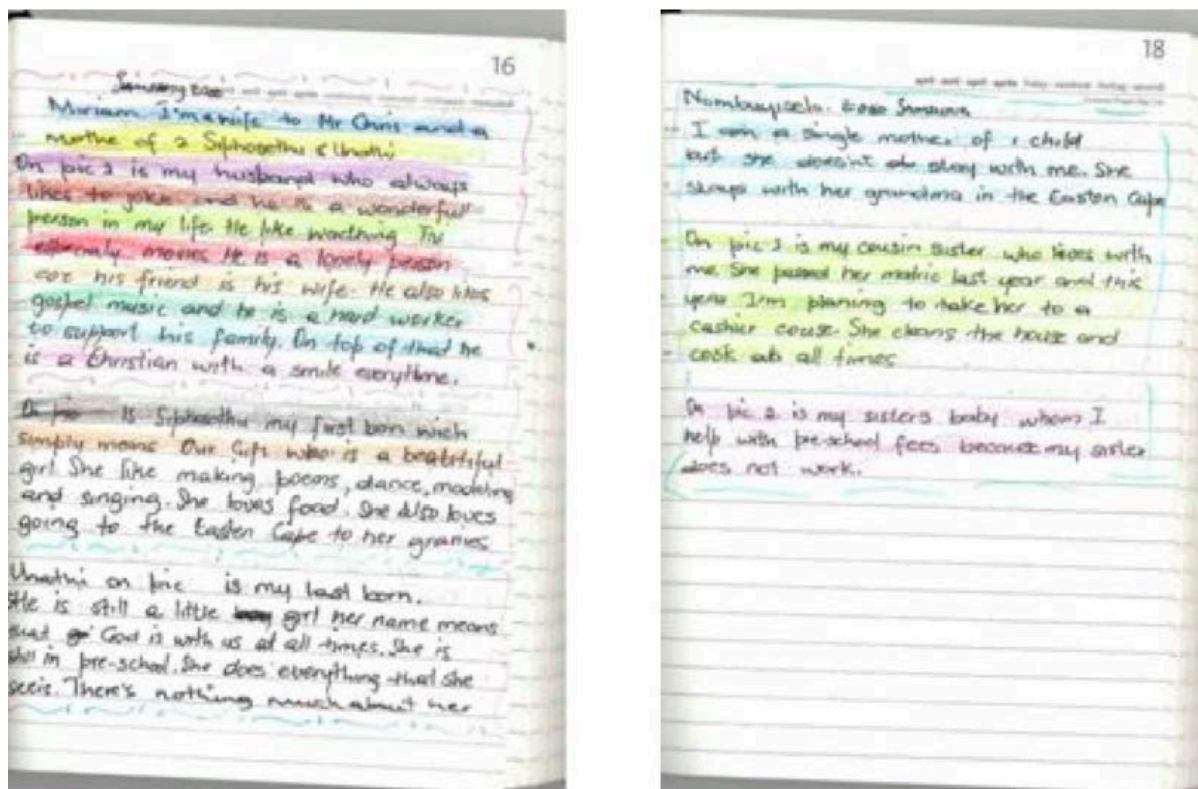 16
Miriam I'm a wife to Mr Chris and a
mothe of 2 Siphosethu & Unathi
On pic 3 is my husband who always
likes to joke and he is a wonderful
person in my life. He like wacthing TV
movies He is a lonely person
coz his friend is his wife. He also likes
gospel music and he is a hard worker
to support his family. On top of that he
is a Christian with a smile everytime.
Is Siphosethu my first born wich
simply means Our Gift who is a beatutiful
girl. She like making poems, dance, modeling
and singing. She loves food. She also loves
going to the Easten Cape to her granies
Unathi on pic is my last born.
He is still a little girl her name means
that God is with us at all times. She is
still in pre-school. She does everything that she
seeis. There's nothing much about her
18
I am a single mother of 1 child
but she doesn't stay with me. She
stays with her grandma in the Easten Cape
On pic 3 is my cousin sister who lives with
me. She passed her matric last year and this
year I'm planing to take her to a
cashier couse. She cleans the house and
cook at all times
On pic 2 is my sisters baby whom I
help with pre-school fees because my sister
does not work.